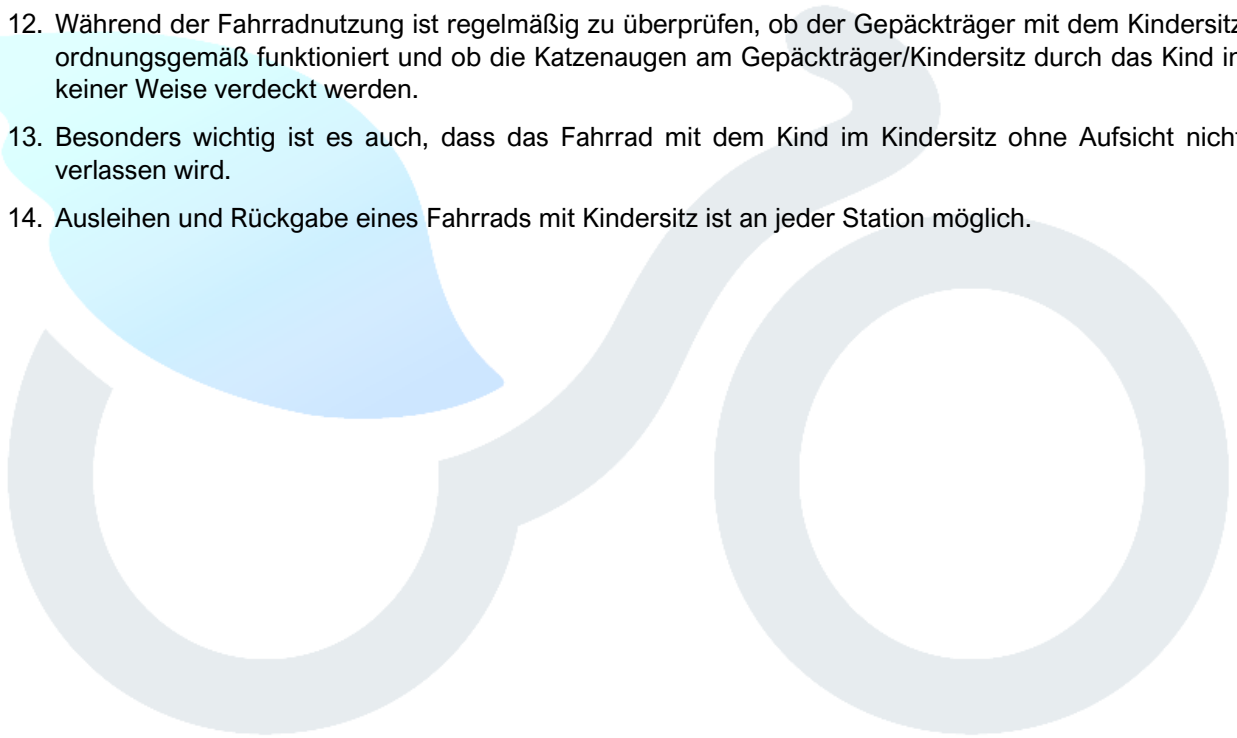 12. Während der Fahrradnutzung ist regelmäßig zu überprüfen, ob der Gepäckträger mit dem Kindersitz
ordnungsgemäß funktioniert und ob die Katzenaugen am Gepäckträger/Kindersitz durch das Kind in
keiner Weise verdeckt werden.
13. Besonders wichtig ist es auch, dass das Fahrrad mit dem Kind im Kindersitz ohne Aufsicht nicht
verlassen wird.
14. Ausleihen und Rückgabe eines Fahrrads mit Kindersitz ist an jeder Station möglich.